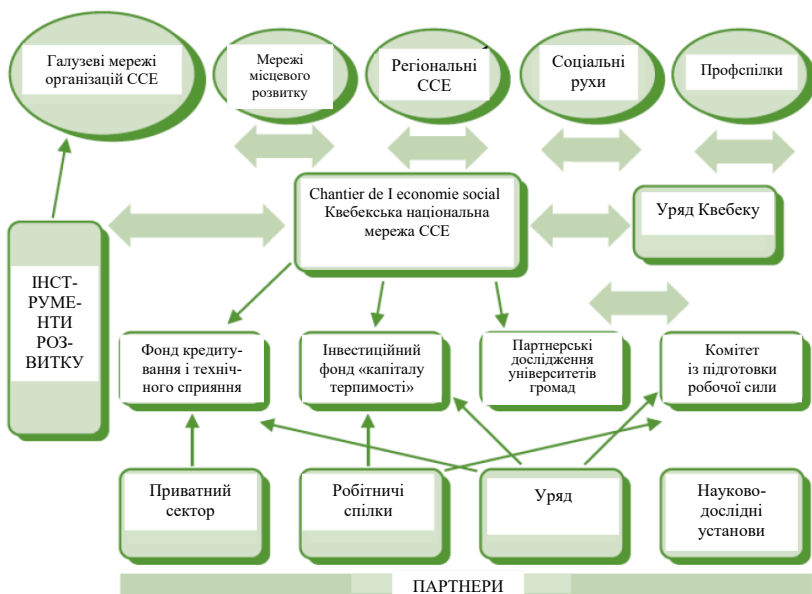 Галузеві мережі
організацій ССЕ
Мережі
місцевого
розвитку
Регіональні
ССЕ
Соціальні
рухи
Профспілки
Chantier de I economie social
Квебекська національна
мережа ССЕ
Уряд Квебеку
ІНСТ-
РУМЕ-
НТИ
РОЗ-
ВИТКУ
Фонд кредиту-
вання і техніч-
ного сприяння
Інвестиційний
фонд «капіталу
терпимості»
Партнерські
дослідження
університетів
громад
Комітет
із підготовки
робочої сили
Приватний
сектор
Робітничі
спілки
Уряд
Науково-
дослідні
установи
ПАРТНЕРИ